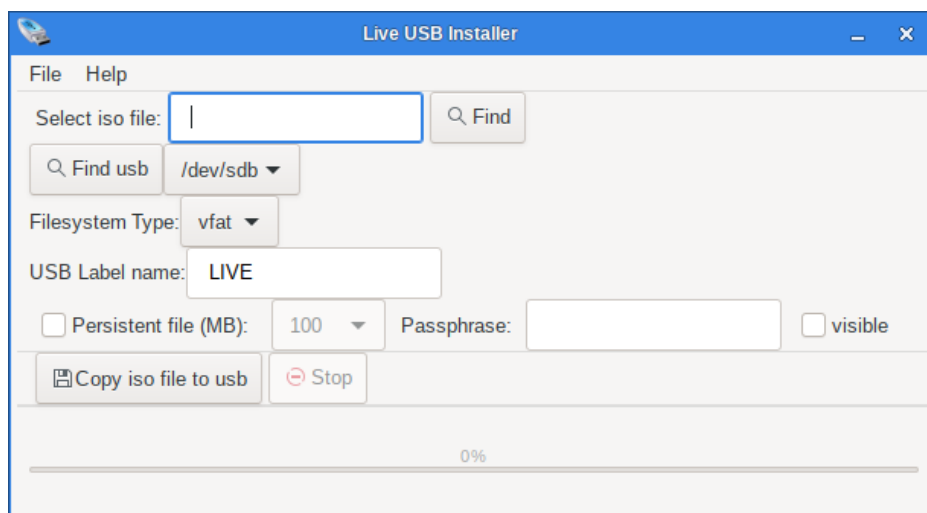 Live USB Installer
File Help
Select iso file: Find
Find usb /dev/sdb
Filesystem Type: vfat
USB Label name: LIVE
Persistent file (MB): 100 Passphrase: visible
Copy iso file to usb Stop
0%